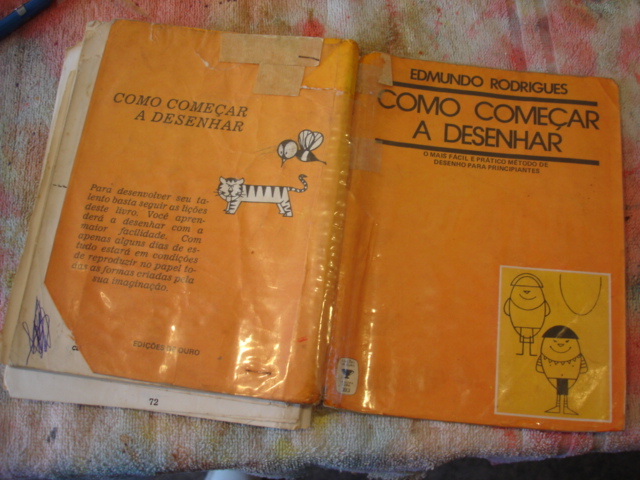 COMO COMEÇAR
A DESENHAR
Para desenvolver seu ta-
lento basta seguir as lições
deste livro. Você apren-
derá a desenhar com a
maior facilidade. Com
apenas alguns dias de es-
tudo estará em condições
de reproduzir no papel to-
das as formas criadas pela
sua imaginação.
EDIÇÕES DE OURO
72
EDMUNDO RODRIGUES
COMO COMEÇAR
A DESENHAR
O MAIS FÁCIL E PRÁTICO MÉTODO DE
DESENHO PARA PRINCIPIANTES